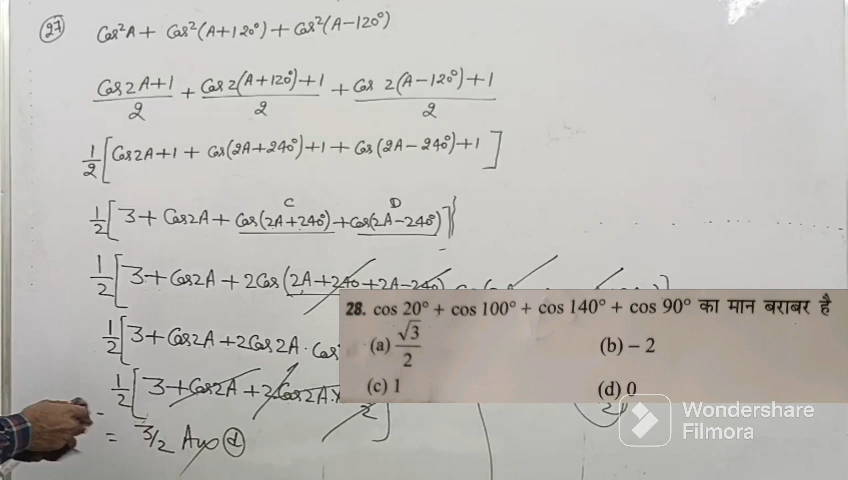 27 Cos²A + Cos²(A+120°) + Cos²(A-120°)
Cos2A+1/2 + Cos2(A+120°)+1/2 + Cos 2(A-120°)+1/2
1/2[Cos2A+1 + Cos(2A+240°)+1 + Cos(2A-240°)+1]
C D
1/2[3+Cos2A+Cos(2A+240°)+Cos(2A-240°)]
1/2[3+Cos2A+2Cos(2A+240+2A-240)
1/2[3+Cos2A+2Cos2A·Cos
1/2[3+Cos2A+2Cos2A×
2
= 3/2 Ans d
28. cos 20° + cos 100° + cos 140° + cos 90° का मान बराबर है
(a) √3/2 (b) – 2
(c) 1 (d) 0
Wondershare
Filmora